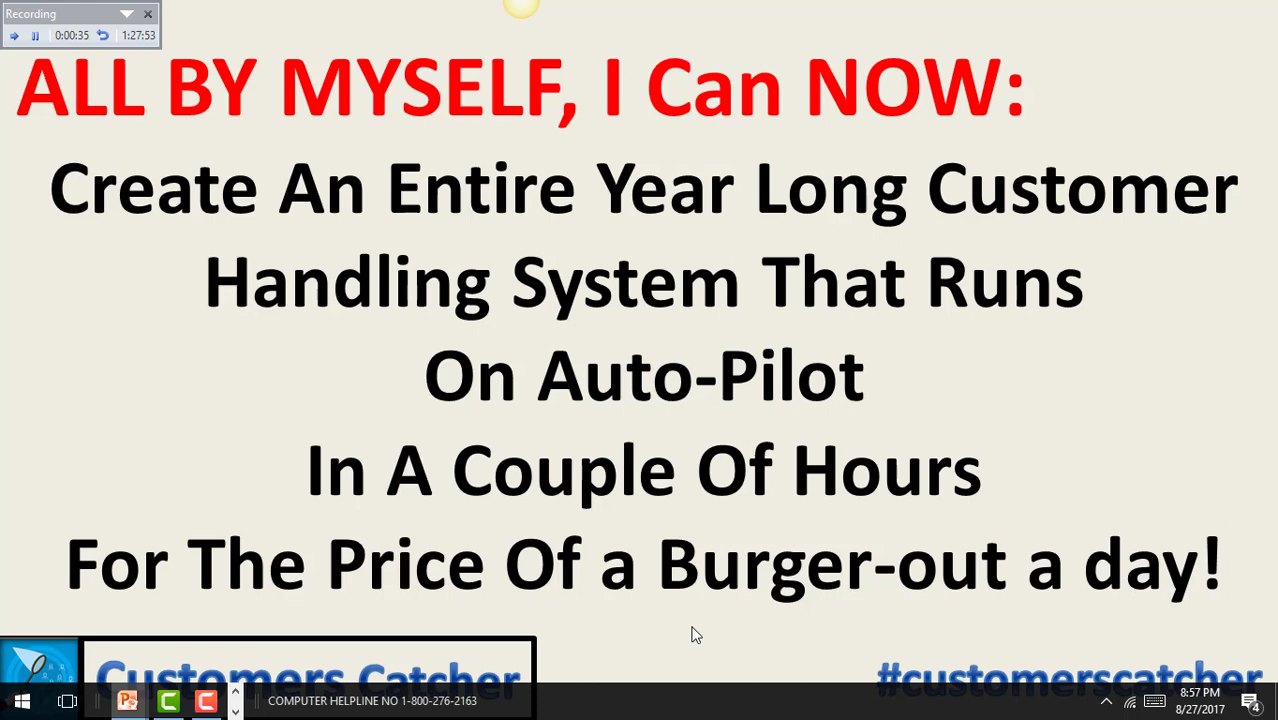 Recording
0:00:35 1:27:53
ALL BY MYSELF, I Can NOW:
Create An Entire Year Long Customer
Handling System That Runs
On Auto-Pilot
In A Couple Of Hours
For The Price Of a Burger-out a day!
Customers Catcher
#customerscatcher
COMPUTER HELPLINE NO 1-800-276-2163
8:57 PM
8/27/2017
4